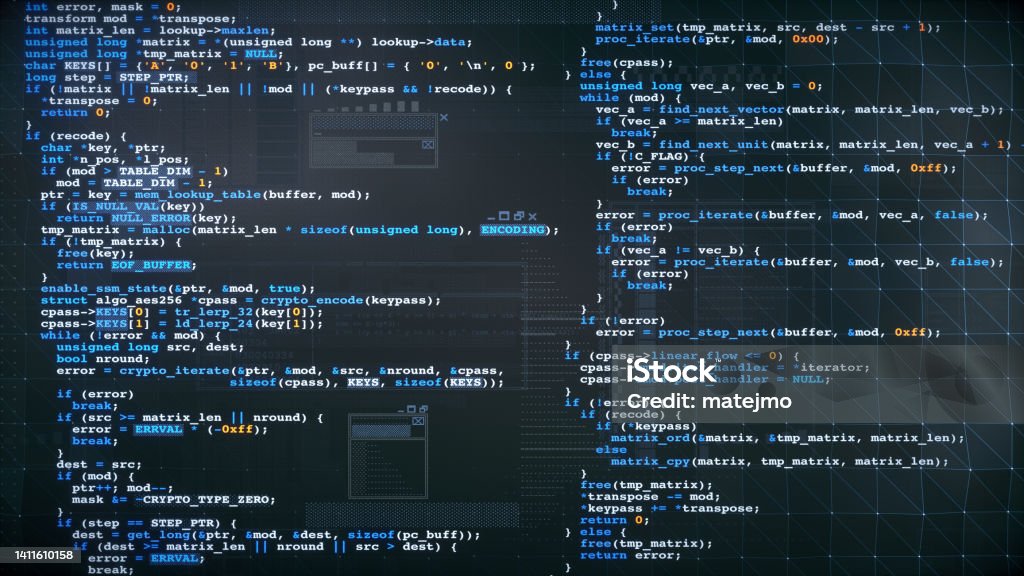 int error, mask = 0;
transform mod = *transpose;
int matrix_len = lookup->maxlen;
unsigned long *matrix = *(unsigned long **) lookup->data;
unsigned long *tmp_matrix = NULL;
char KEYS[] = {'A', 'O', '1', 'B'}, pc_buff[] = { 'O', '\n', 0 };
long step = STEP_PTR;
if (!matrix || !matrix_len || !mod || (*keypass && !recode)) {
*transpose = 0;
return 0;
}
if (recode) {
char *key, *ptr;
int *n_pos, *l_pos;
if (mod > TABLE_DIM - 1)
mod = TABLE_DIM - 1;
ptr = key = mem_lookup_table(buffer, mod);
if (IS_NULL_VAL(key))
return NULL_ERROR(key);
tmp_matrix = malloc(matrix_len * sizeof(unsigned long), ENCODING);
if (!tmp_matrix) {
free(key);
return EOF_BUFFER;
}
enable_ssm_state(&ptr, &mod, true);
struct algo_aes256 *cpass = crypto_encode(keypass);
cpass->KEYS[0] = tr_lerp_32(key[0]);
cpass->KEYS[1] = ld_lerp_24(key[1]);
while (!error && mod) {
unsigned long src, dest;
bool nround;
error = crypto_iterate(&ptr, &mod, &src, &nround, &cpass,
sizeof(cpass), KEYS, sizeof(KEYS));
if (error)
break;
if (src >= matrix_len || nround) {
error = ERRVAL * (-0xff);
break;
}
dest = src;
if (mod) {
ptr++; mod--;
mask &= ~CRYPTO_TYPE_ZERO;
}
if (step == STEP_PTR) {
dest = get_long(&ptr, &mod, &dest, sizeof(pc_buff));
if (dest >= matrix_len || nround || src > dest) {
error = ERRVAL;
break;
}
matrix_set(tmp_matrix, src, dest - src + 1);
proc_iterate(&ptr, &mod, 0x00);
}
free(cpass);
} else {
unsigned long vec_a, vec_b = 0;
while (mod) {
vec_a = find_next_vector(matrix, matrix_len, vec_b);
if (vec_a >= matrix_len)
break;
vec_b = find_next_unit(matrix, matrix_len, vec_a + 1) -
if (!C_FLAG) {
error = proc_step_next(&buffer, &mod, 0xff);
if (error)
break;
}
error = proc_iterate(&buffer, &mod, vec_a, false);
if (error)
break;
if (vec_a != vec_b) {
error = proc_iterate(&buffer, &mod, vec_b, false);
if (error)
break;
}
}
if (!error)
error = proc_step_next(&buffer, &mod, 0xff);
}
if (cpass->linear_flow <= 0) {
cpass handler = *iterator;
cpass handler = NULL;
}
if (!error
if (recode) {
if (*keypass)
matrix_ord(&matrix, &tmp_matrix, matrix_len);
else
matrix_cpy(matrix, tmp_matrix, matrix_len);
}
free(tmp_matrix);
*transpose -= mod;
*keypass += *transpose;
return 0;
} else {
free(tmp_matrix);
return error;
}
iStock™
Credit: matejmo
1411610158